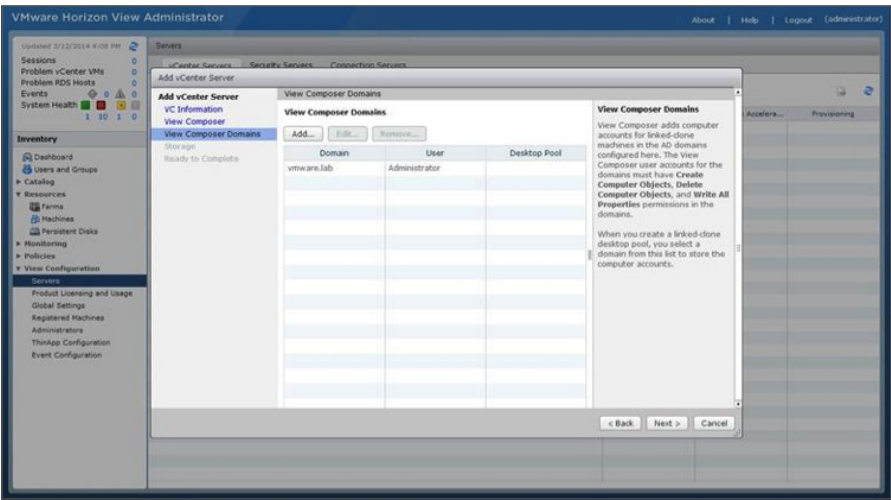 VMware Horizon View Administrator
About | Help | Logout (administrator)
Updated 3/12/2014 4:08 PM
Servers
Sessions 0
Problem vCenter VMs 0
Problem RDS Hosts 0
Events 0 0
System Health
1 10 1 0
vCenter Servers Security Servers Connection Servers
Provisioning
Inventory
Dashboard
Users and Groups
Catalog
Resources
Farms
Machines
Persistent Disks
Monitoring
Policies
View Configuration
Servers
Product Licensing and Usage
Global Settings
Registered Machines
Administrators
ThinApp Configuration
Event Configuration
Add vCenter Server
Add vCenter Server
VC Information
View Composer
View Composer Domains
Storage
Ready to Complete
View Composer Domains
View Composer Domains
Add... Edit... Remove...
Domain User Desktop Pool
vmware.lab Administrator
View Composer Domains
View Composer adds computer
accounts for linked-clone
machines in the AD domains
configured here. The View
Composer user accounts for the
domains must have Create
Computer Objects, Delete
Computer Objects, and Write All
Properties permissions in the
domains.
When you create a linked-clone
desktop pool, you select a
domain from this list to store the
computer accounts.
< Back Next > Cancel